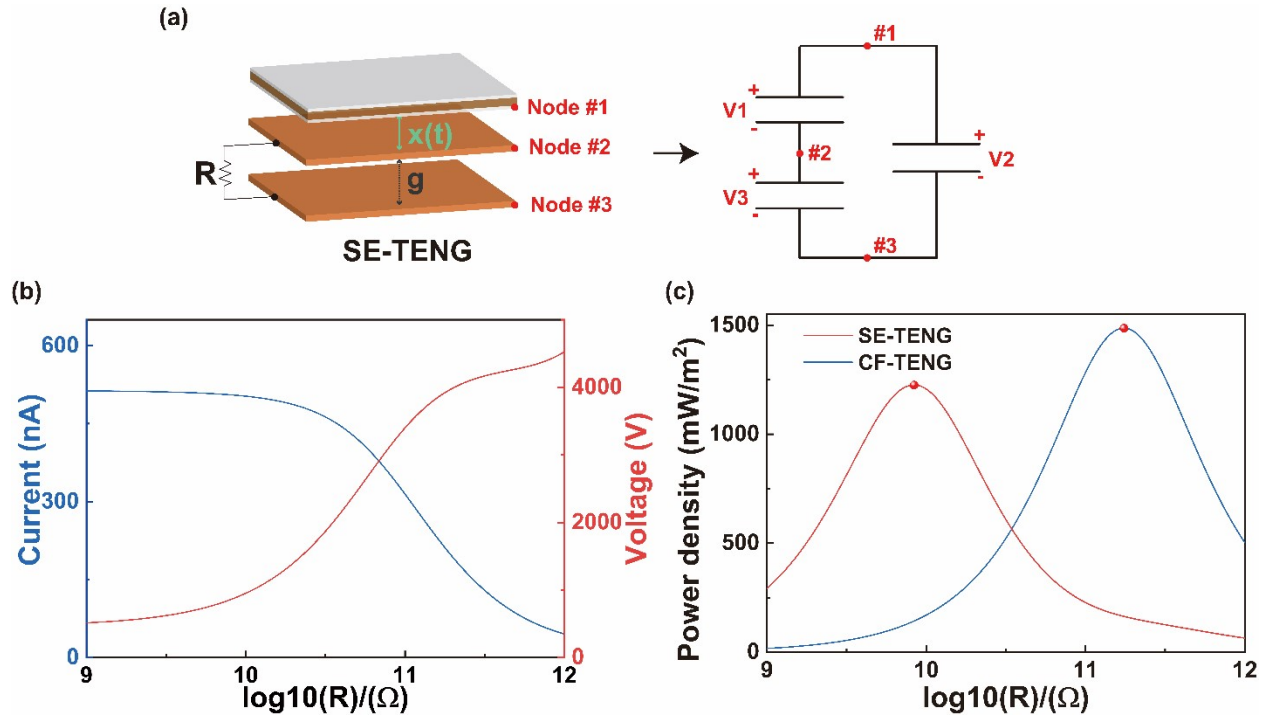 (a)
Node #1
x(t)
Node #2
R
g
Node #3
SE-TENG
#1
+
V1
-
#2
+
V3
-
#3
+
V2
-
(b)
600
300
0
Current (nA)
4000
2000
0
Voltage (V)
9
10
11
12
log10(R)/(Ω)
(c)
SE-TENG
CF-TENG
1500
1000
500
0
Power density (mW/m²)
9
10
11
12
log10(R)/(Ω)